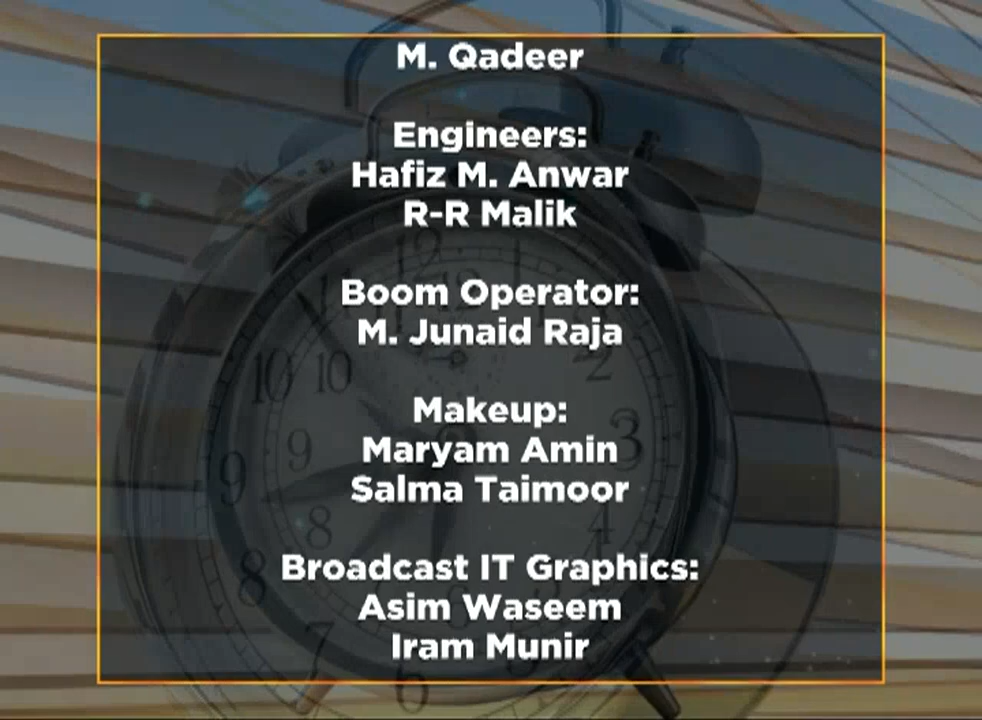 M. Qadeer
Engineers:
Hafiz M. Anwar
R-R Malik
Boom Operator:
M. Junaid Raja
Makeup:
Maryam Amin
Salma Taimoor
Broadcast IT Graphics:
Asim Waseem
Iram Munir